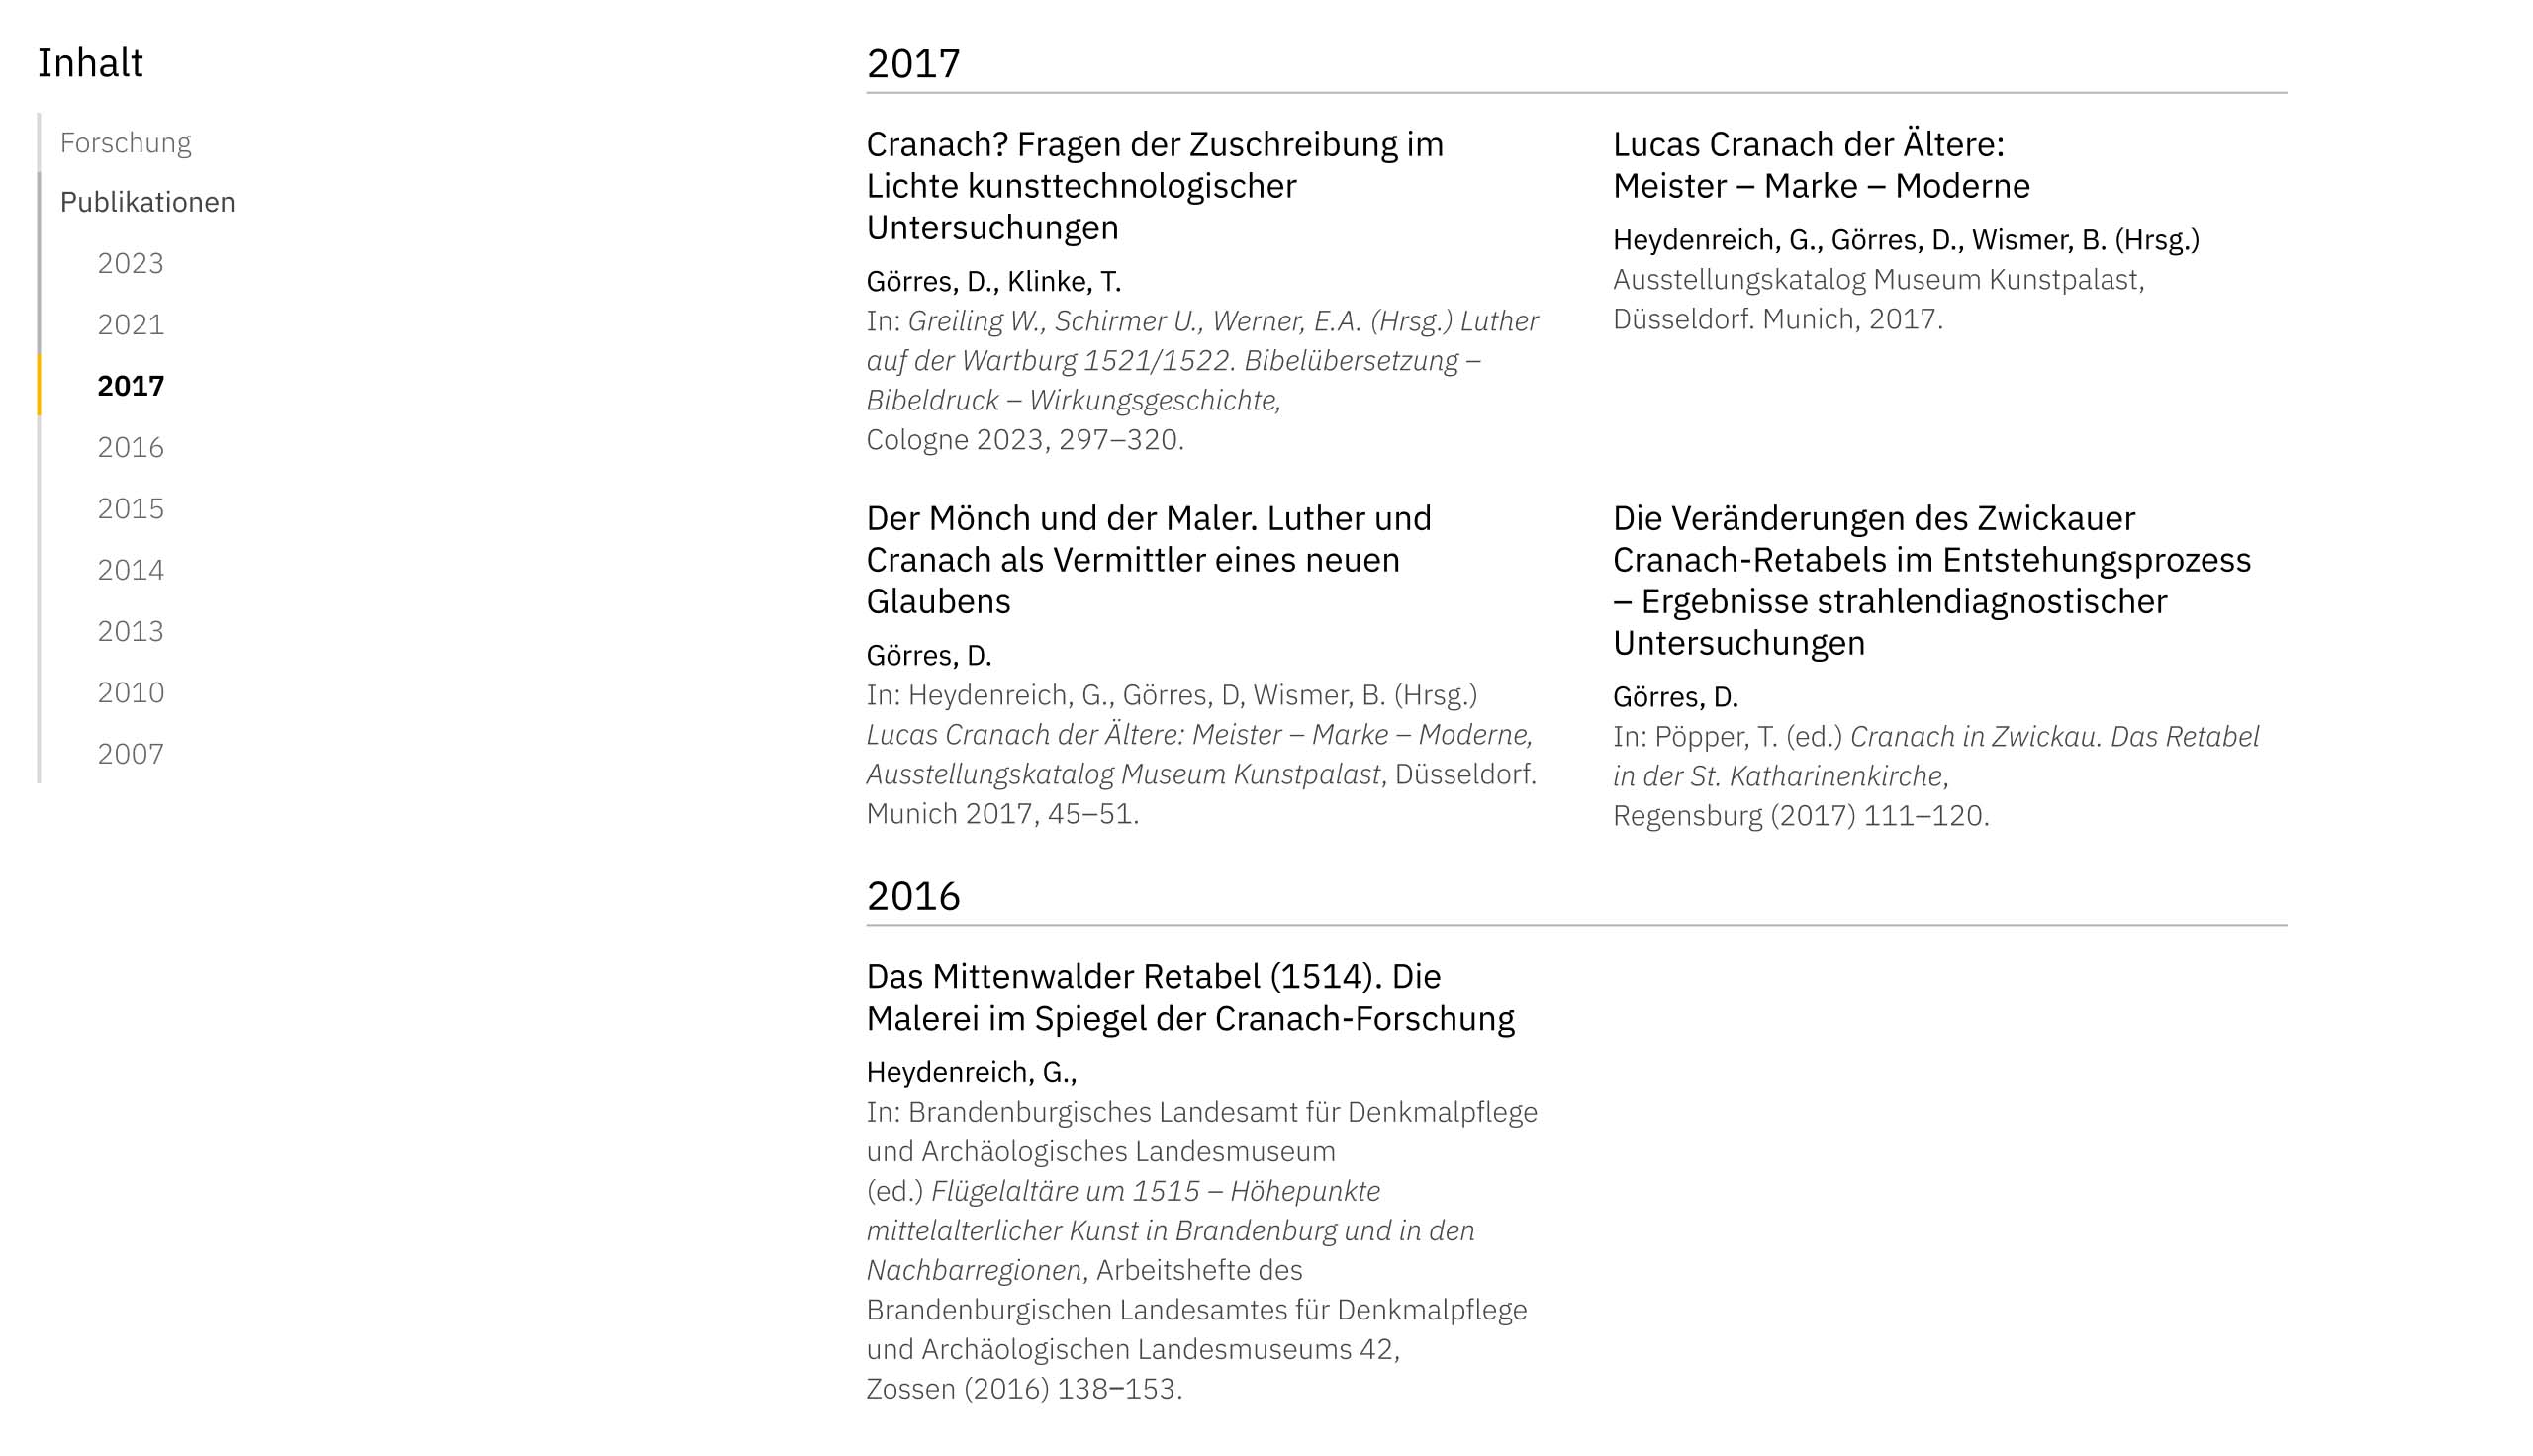 Inhalt
Forschung
Publikationen
2023
2021
2017
2016
2015
2014
2013
2010
2007
2017
Cranach? Fragen der Zuschreibung im
Lichte kunsttechnologischer
Untersuchungen
Görres, D., Klinke, T.
In: Greiling W., Schirmer U., Werner, E.A. (Hrsg.) Luther
auf der Wartburg 1521/1522. Bibelübersetzung –
Bibeldruck – Wirkungsgeschichte,
Cologne 2023, 297–320.
Lucas Cranach der Ältere:
Meister – Marke – Moderne
Heydenreich, G., Görres, D., Wismer, B. (Hrsg.)
Ausstellungskatalog Museum Kunstpalast,
Düsseldorf. Munich, 2017.
Der Mönch und der Maler. Luther und
Cranach als Vermittler eines neuen
Glaubens
Görres, D.
In: Heydenreich, G., Görres, D, Wismer, B. (Hrsg.)
Lucas Cranach der Ältere: Meister – Marke – Moderne,
Ausstellungskatalog Museum Kunstpalast, Düsseldorf.
Munich 2017, 45–51.
Die Veränderungen des Zwickauer
Cranach-Retabels im Entstehungsprozess
– Ergebnisse strahlendiagnostischer
Untersuchungen
Görres, D.
In: Pöpper, T. (ed.) Cranach in Zwickau. Das Retabel
in der St. Katharinenkirche,
Regensburg (2017) 111–120.
2016
Das Mittenwalder Retabel (1514). Die
Malerei im Spiegel der Cranach-Forschung
Heydenreich, G.,
In: Brandenburgisches Landesamt für Denkmalpflege
und Archäologisches Landesmuseum
(ed.) Flügelaltäre um 1515 – Höhepunkte
mittelalterlicher Kunst in Brandenburg und in den
Nachbarregionen, Arbeitshefte des
Brandenburgischen Landesamtes für Denkmalpflege
und Archäologischen Landesmuseums 42,
Zossen (2016) 138–153.